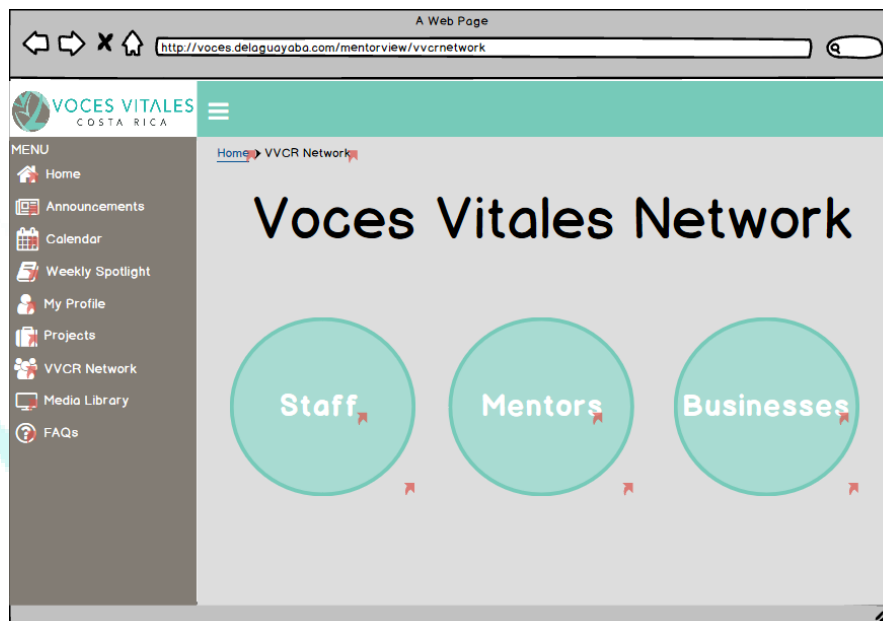 A Web Page
http://voces.delaguayaba.com/mentorview/vvcrnetwork
VOCES VITALES
COSTA RICA
MENU
Home
Announcements
Calendar
Weekly Spotlight
My Profile
Projects
VVCR Network
Media Library
FAQs
Home VVCR Network
Voces Vitales Network
Staff
Mentors
Businesses